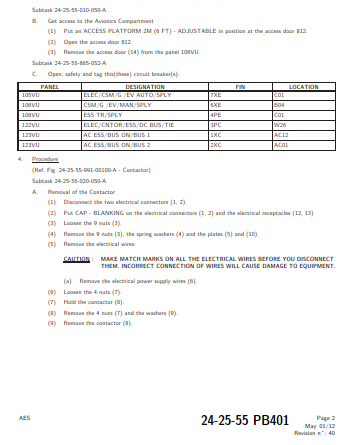 Subtask 24-25-55-010-050-A
B. Get access to the Avionics Compartment
(1) Put an ACCESS PLATFORM 2M (6 FT) - ADJUSTABLE in position at the access door 812.
(2) Open the access door 812.
(3) Remove the access door (14) from the panel 106VU.
Subtask 24-25-55-865-052-A
C. Open, safety and tag this(these) circuit breaker(s):
PANEL DESIGNATION FIN LOCATION
105VU ELEC/CSM/G /EV AUTO/SPLY 7XE C01
106VU CSM/G /EV/MAN/SPLY 6XE B04
106VU ESS TR/SPLY 4PE C01
122VU ELEC/CNTOR/ESS/DC BUS/TIE 3PC W26
123VU AC ESS/BUS ON/BUS 1 1XC AC12
123VU AC ESS/BUS ON/BUS 2 2XC AC01
4. Procedure
(Ref. Fig. 24-25-55-991-00100-A - Contactor)
Subtask 24-25-55-020-050-A
A. Removal of the Contactor
(1) Disconnect the two electrical connectors (1, 2).
(2) Put CAP - BLANKING on the electrical connectors (1, 2) and the electrical receptacles (12, 13)
(3) Loosen the 9 nuts (3).
(4) Remove the 9 nuts (3), the spring washers (4) and the plates (5) and (10).
(5) Remove the electrical wires:
CAUTION : MAKE MATCH MARKS ON ALL THE ELECTRICAL WIRES BEFORE YOU DISCONNECT
THEM. INCORRECT CONNECTION OF WIRES WILL CAUSE DAMAGE TO EQUIPMENT.
(a) Remove the electrical power supply wires (6).
(6) Loosen the 4 nuts (7).
(7) Hold the contactor (8).
(8) Remove the 4 nuts (7) and the washers (9).
(9) Remove the contactor (8).
AES 24-25-55 PB401 Page 2
May 01/12
Revision n° : 40